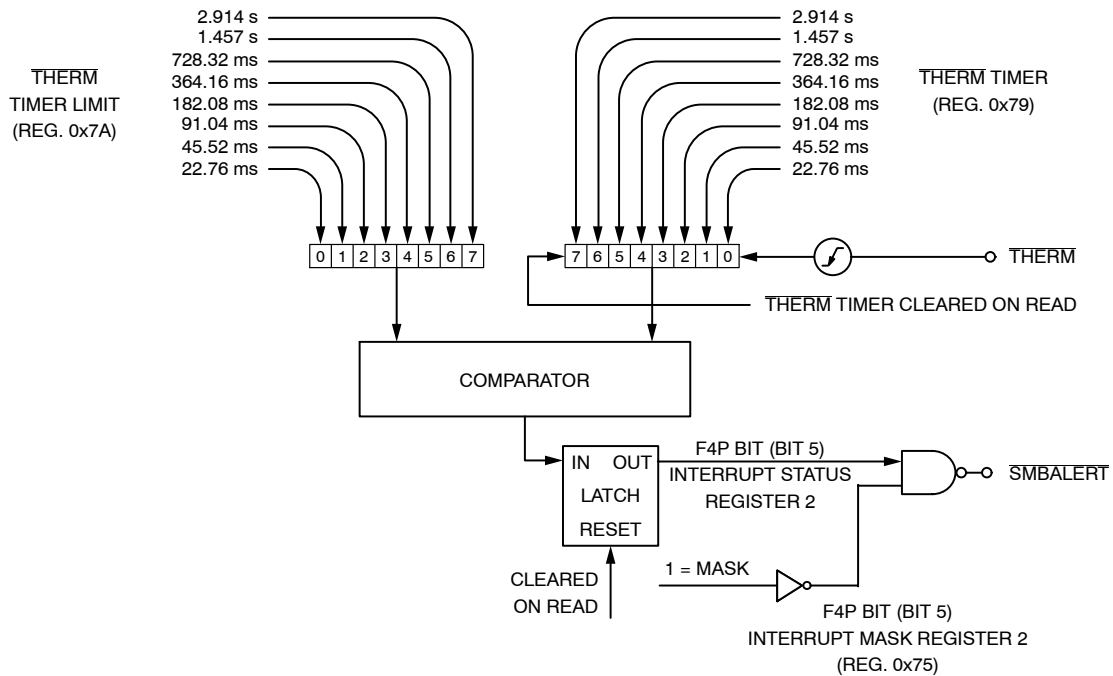 THERM
TIMER LIMIT
(REG. 0x7A)
2.914 s
1.457 s
728.32 ms
364.16 ms
182.08 ms
91.04 ms
45.52 ms
22.76 ms
2.914 s
1.457 s
728.32 ms
364.16 ms
182.08 ms
91.04 ms
45.52 ms
22.76 ms
THERM TIMER
(REG. 0x79)
0 1 2 3 4 5 6 7
7 6 5 4 3 2 1 0
THERM
THERM TIMER CLEARED ON READ
COMPARATOR
IN OUT
LATCH
RESET
F4P BIT (BIT 5)
INTERRUPT STATUS
REGISTER 2
SMBALERT
CLEARED
ON READ
1 = MASK
F4P BIT (BIT 5)
INTERRUPT MASK REGISTER 2
(REG. 0x75)